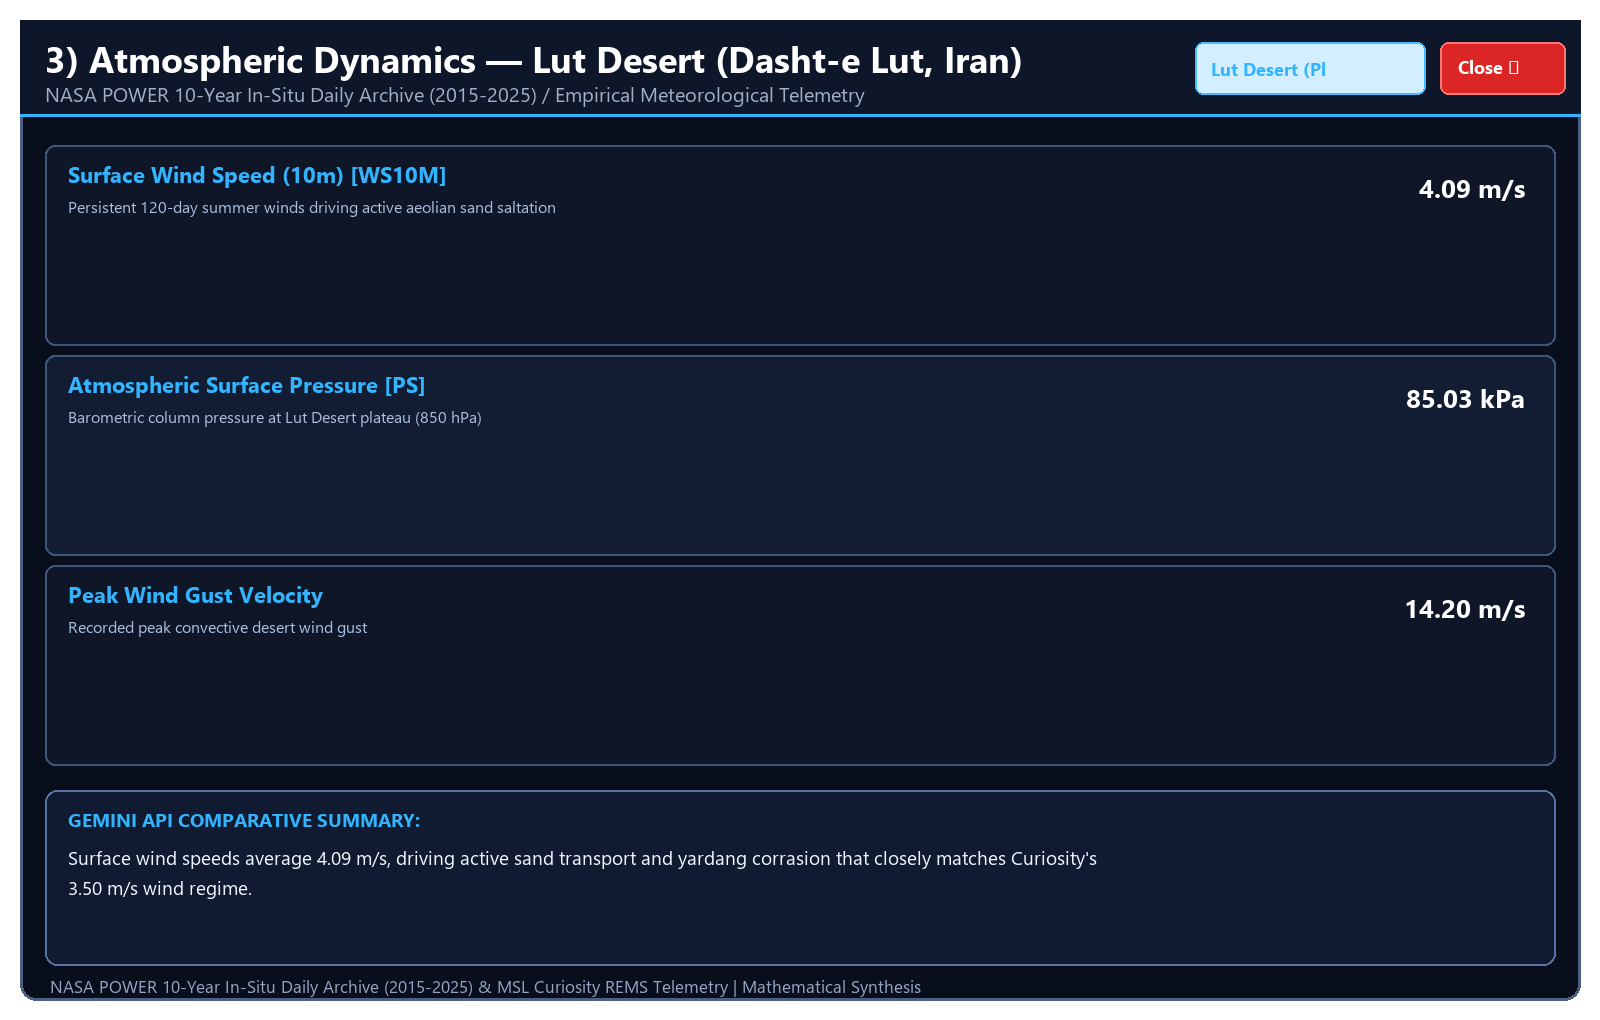 3) Atmospheric Dynamics — Lut Desert (Dasht-e Lut, Iran)
NASA POWER 10-Year In-Situ Daily Archive (2015-2025) / Empirical Meteorological Telemetry
Lut Desert (Pl
Close
Surface Wind Speed (10m) [WS10M]
Persistent 120-day summer winds driving active aeolian sand saltation
4.09 m/s
Atmospheric Surface Pressure [PS]
Barometric column pressure at Lut Desert plateau (850 hPa)
85.03 kPa
Peak Wind Gust Velocity
Recorded peak convective desert wind gust
14.20 m/s
GEMINI API COMPARATIVE SUMMARY:
Surface wind speeds average 4.09 m/s, driving active sand transport and yardang corrasion that closely matches Curiosity's
3.50 m/s wind regime.
NASA POWER 10-Year In-Situ Daily Archive (2015-2025) & MSL Curiosity REMS Telemetry | Mathematical Synthesis